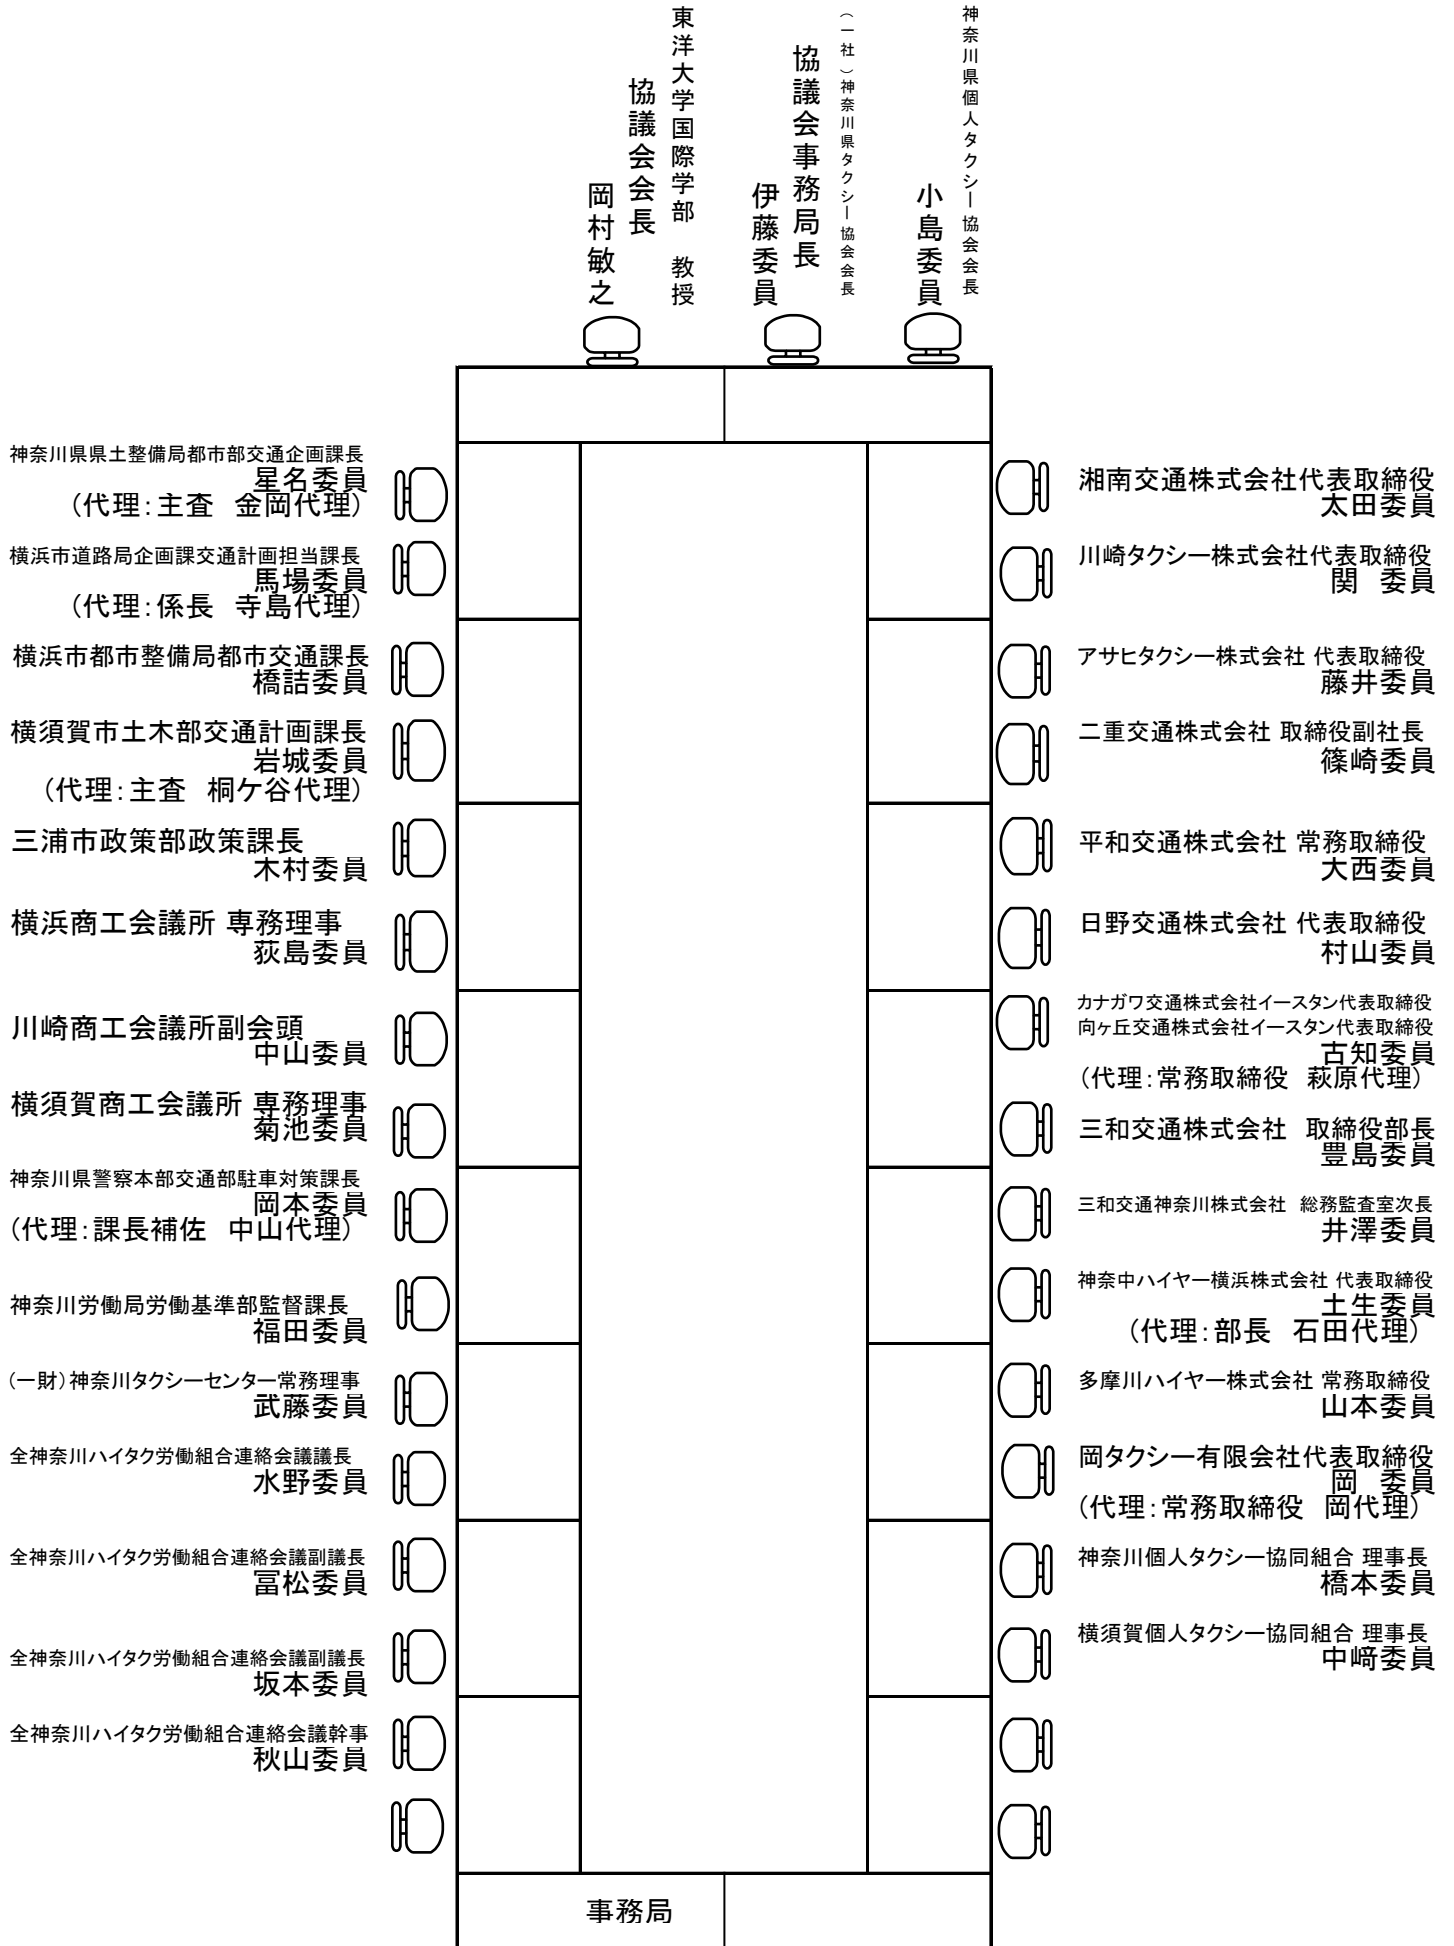 東洋大学国際学部 教授
協議会会長
岡村敏之
（一社）神奈川県タクシー協会会長
協議会事務局長
伊藤委員
神奈川県個人タクシー協会会長
小島委員
神奈川県県土整備局都市部交通企画課長
星名委員
（代理：主査 金岡代理）
横浜市道路局企画課交通計画担当課長
馬場委員
（代理：係長 寺島代理）
横浜市都市整備局都市交通課長
橋詰委員
横須賀市土木部交通計画課長
岩城委員
（代理：主査 桐ケ谷代理）
三浦市政策部政策課長
木村委員
横浜商工会議所 専務理事
荻島委員
川崎商工会議所副会頭
中山委員
横須賀商工会議所 専務理事
菊池委員
神奈川県警察本部交通部駐車対策課長
岡本委員
（代理：課長補佐 中山代理）
神奈川労働局労働基準部監督課長
福田委員
（一財）神奈川タクシーセンター常務理事
武藤委員
全神奈川ハイタク労働組合連絡会議議長
水野委員
全神奈川ハイタク労働組合連絡会議副議長
冨松委員
全神奈川ハイタク労働組合連絡会議副議長
坂本委員
全神奈川ハイタク労働組合連絡会議幹事
秋山委員
湘南交通株式会社代表取締役
太田委員
川崎タクシー株式会社代表取締役
関 委員
アサヒタクシー株式会社 代表取締役
藤井委員
二重交通株式会社 取締役副社長
篠崎委員
平和交通株式会社 常務取締役
大西委員
日野交通株式会社 代表取締役
村山委員
カナガワ交通株式会社イースタン代表取締役
向ヶ丘交通株式会社イースタン代表取締役
古知委員
（代理：常務取締役 萩原代理）
三和交通株式会社 取締役部長
豊島委員
三和交通神奈川株式会社 総務監査室次長
井澤委員
神奈中ハイヤー横浜株式会社 代表取締役
土生委員
（代理：部長 石田代理）
多摩川ハイヤー株式会社 常務取締役
山本委員
岡タクシー有限会社代表取締役
岡 委員
（代理：常務取締役 岡代理）
神奈川個人タクシー協同組合 理事長
橋本委員
横須賀個人タクシー協同組合 理事長
中﨑委員
事務局